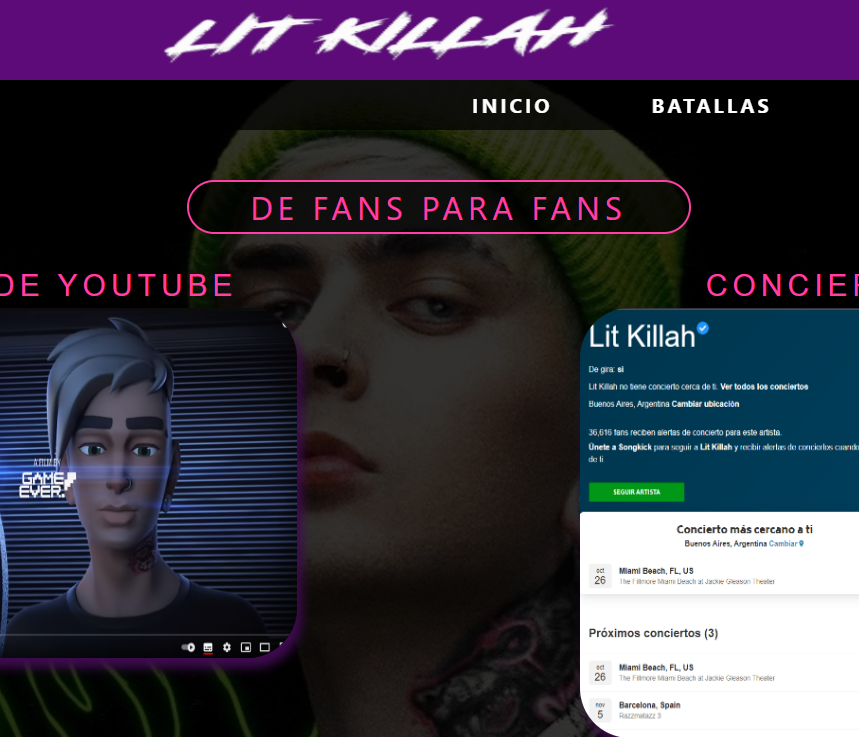 LIT KILLAH
INICIO
BATALLAS
DE FANS PARA FANS
DE YOUTUBE
CONCIER
A FILM BY
GAME
EVER.
Lit Killah
De gira: si
Lit Killah no tiene concierto cerca de ti. Ver todos los conciertos
Buenos Aires, Argentina Cambiar ubicación
36,616 fans reciben alertas de concierto para este artista.
Únete a Songkick para seguir a Lit Killah y recibir alertas de conciertos cuando
de ti
SEGUIR ARTISTA
Concierto más cercano a ti
Buenos Aires, Argentina Cambiar
oct
26
Miami Beach, FL, US
The Fillmore Miami Beach at Jackie Gleason Theater
Próximos conciertos (3)
oct
26
Miami Beach, FL, US
The Fillmore Miami Beach at Jackie Gleason Theater
nov
5
Barcelona, Spain
Razzmatazz 3